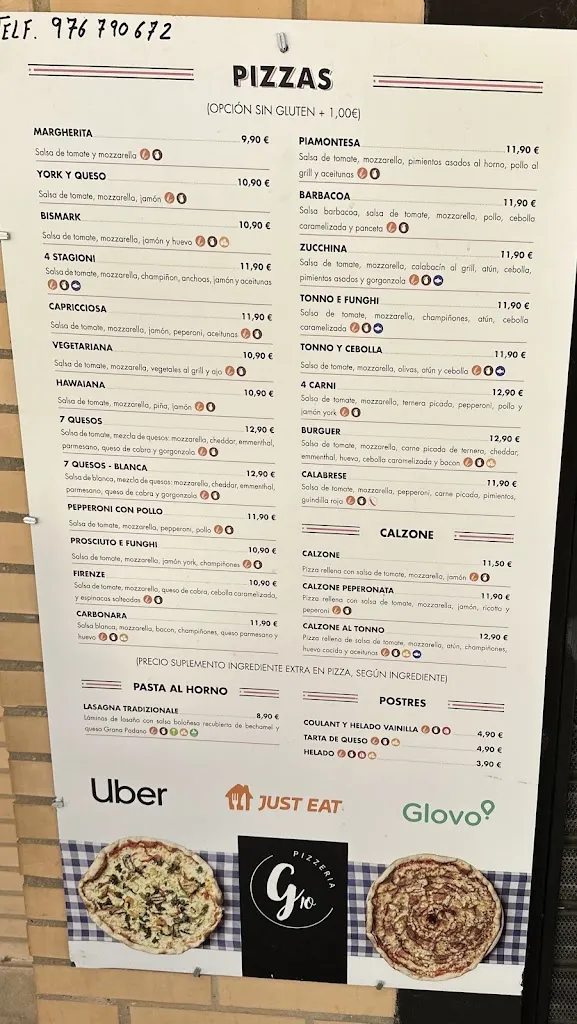 TELF. 976 790 672
PIZZAS
(OPCIÓN SIN GLUTEN + 1,00€)
MARGHERITA 9,90 €
Salsa de tomate y mozzarella
YORK Y QUESO 10,90 €
Salsa de tomate, mozzarella, jamón
BISMARK 10,90 €
Salsa de tomate, mozzarella, jamón y huevo
4 STAGIONI 11,90 €
Salsa de tomate, mozzarella, champiñon, anchoas, jamón y aceitunas
CAPRICCIOSA 11,90 €
Salsa de tomate, mozzarella, jamón, peperoni, aceitunas
VEGETARIANA 10,90 €
Salsa de tomate, mozzarella, vegetales al grill y ajo
HAWAIANA 10,90 €
Salsa de tomate, mozzarella, piña, jamón
7 QUESOS 12,90 €
Salsa de tomate, mezcla de quesos: mozzarella, cheddar, emmenthal,
parmesano, queso de cabra y gorgonzola
7 QUESOS - BLANCA 12,90 €
Salsa de blanca, mezcla de quesos: mozzarella, cheddar, emmenthal,
parmesano, queso de cabra y gorgonzola
PEPPERONI CON POLLO 11,90 €
Salsa de tomate, mozzarella, pepperoni, pollo
PROSCIUTO E FUNGHI 10,90 €
Salsa de tomate, mozzarella, jamón york, champiñones
FIRENZE 10,90 €
Salsa de tomate, mozzarella, queso de cabra, cebolla caramelizada,
y espinacas salteadas
CARBONARA 11,90 €
Salsa blanca, mozzarella, bacon, champiñones, queso parmesano y
huevo
PIAMONTESA 11,90 €
Salsa de tomate, mozzarella, pimientos asados al horno, pollo al
grill y aceitunas
BARBACOA 11,90 €
Salsa barbacoa, salsa de tomate, mozzarella, pollo, cebolla
caramelizada y panceta
ZUCCHINA 11,90 €
Salsa de tomate, mozzarella, calabacín al grill, atún, cebolla,
pimientos asados y gorgonzola
TONNO E FUNGHI 11,90 €
Salsa de tomate, mozzarella, champiñones, atún, cebolla
caramelizada
TONNO Y CEBOLLA 11,90 €
Salsa de tomate, mozzarella, olivas, atún y cebolla
4 CARNI 12,90 €
Salsa de tomate, mozzarella, ternera picada, pepperoni, pollo y
jamón york
BURGUER 12,90 €
Salsa de tomate, mozzarella, carne picada de ternera, cheddar,
emmenthal, huevo, cebolla caramelizada y bacon
CALABRESE 11,90 €
Salsa de tomate, mozzarella, pepperoni, carne picada, pimientos,
guindilla roja
CALZONE
CALZONE 11,50 €
Pizza rellena con salsa de tomate, mozzarella, jamón
CALZONE PEPERONATA 11,90 €
Pizza rellena con salsa de tomate, mozzarella, jamón, ricotta y
peperoni
CALZONE AL TONNO 12,90 €
Pizza rellena de salsa de tomate, mozzarella, atún, champiñones,
huevo cocido y aceitunas
(PRECIO SUPLEMENTO INGREDIENTE EXTRA EN PIZZA, SEGÚN INGREDIENTE)
PASTA AL HORNO
LASAGNA TRADIZIONALE 8,90 €
Láminas de lasaña con salsa boloñesa recubierta de bechamel y
queso Grana Padano
POSTRES
COULANT Y HELADO VAINILLA 4,90 €
TARTA DE QUESO 4,90 €
HELADO 3,90 €
Uber
JUST EAT
Glovo
PIZZERIA
G10